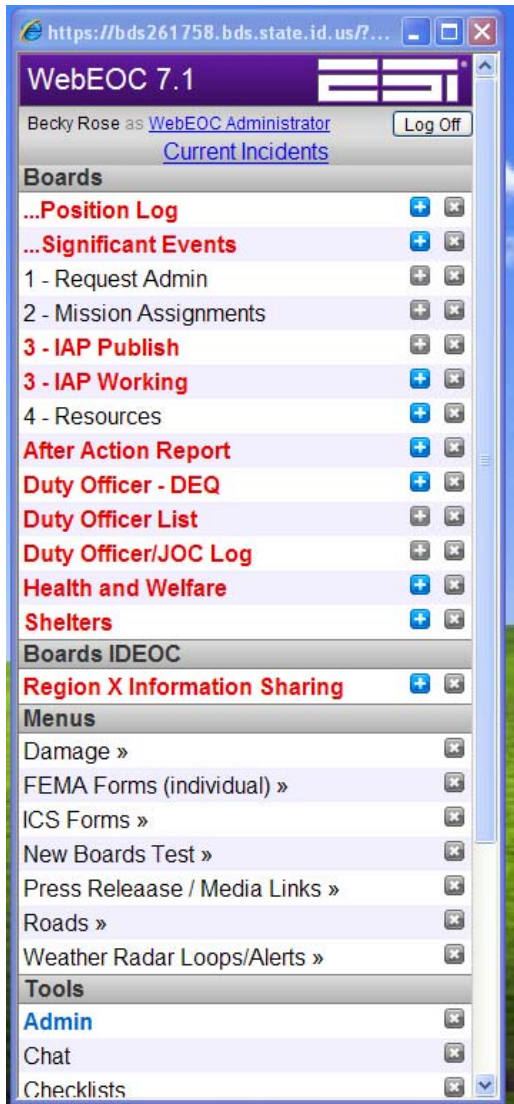 https://bds261758.bds.state.id.us/?...
WebEOC 7.1
ESi
Becky Rose as WebEOC Administrator
Log Off
Current Incidents
Boards
...Position Log
...Significant Events
1 - Request Admin
2 - Mission Assignments
3 - IAP Publish
3 - IAP Working
4 - Resources
After Action Report
Duty Officer - DEQ
Duty Officer List
Duty Officer/JOC Log
Health and Welfare
Shelters
Boards IDEOC
Region X Information Sharing
Menus
Damage »
FEMA Forms (individual) »
ICS Forms »
New Boards Test »
Press Releaase / Media Links »
Roads »
Weather Radar Loops/Alerts »
Tools
Admin
Chat
Checklists